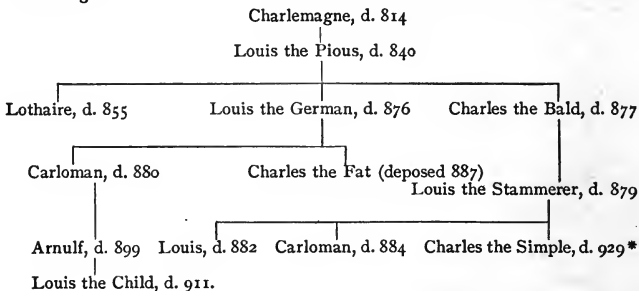 Charlemagne, d. 814
Louis the Pious, d. 840
Lothaire, d. 855 Louis the German, d. 876 Charles the Bald, d. 877
Carloman, d. 880 Charles the Fat (deposed 887)
Louis the Stammerer, d. 879
Arnulf, d. 899 Louis, d. 882 Carloman, d. 884 Charles the Simple, d. 929*
Louis the Child, d. 911.